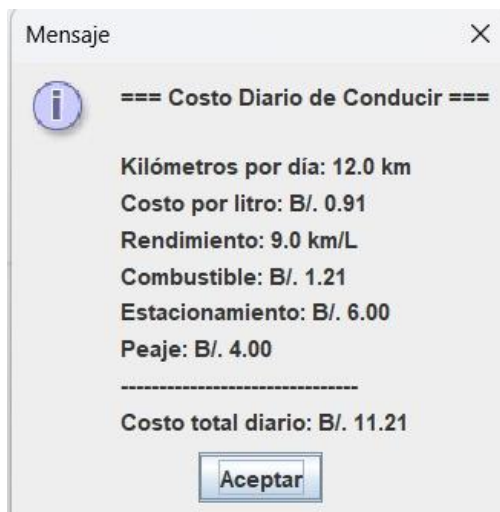 Mensaje
=== Costo Diario de Conducir ===
Kilómetros por día: 12.0 km
Costo por litro: B/. 0.91
Rendimiento: 9.0 km/L
Combustible: B/. 1.21
Estacionamiento: B/. 6.00
Peaje: B/. 4.00
-------------------------------
Costo total diario: B/. 11.21
Aceptar